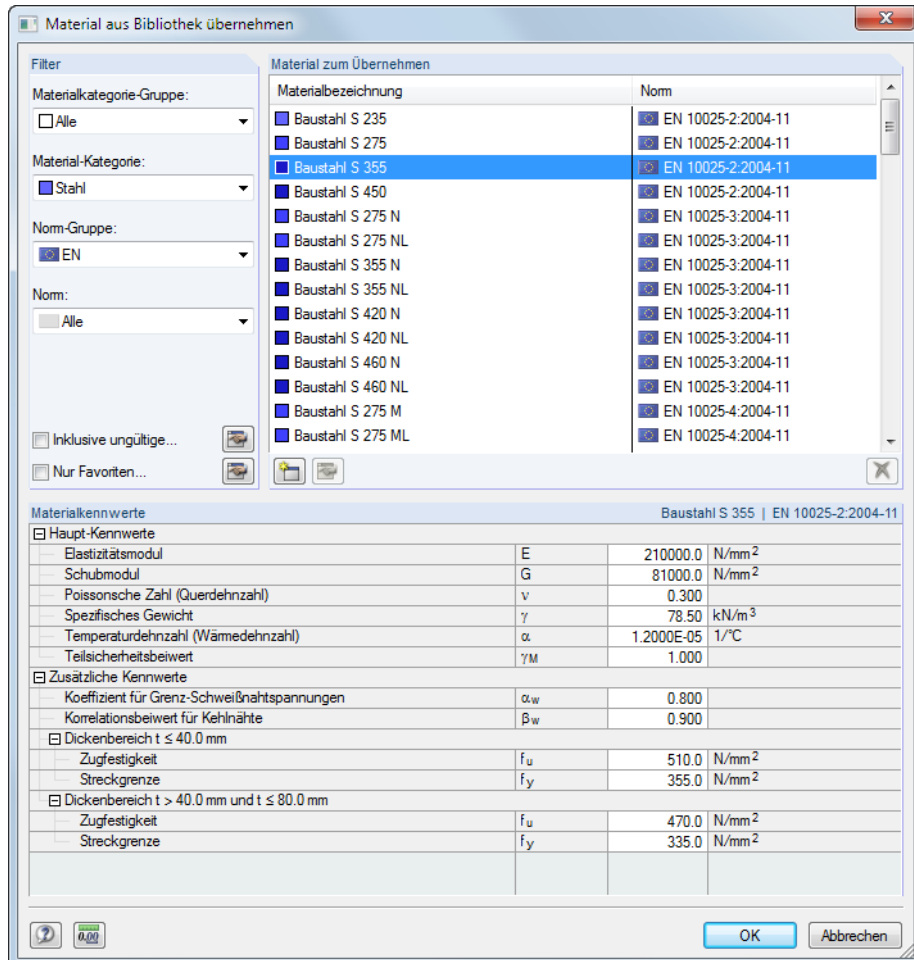 Material aus Bibliothek übernehmen
Filter
Materialkategorie-Gruppe:
Alle
Material-Kategorie:
Stahl
Norm-Gruppe:
EN
Norm:
Alle
Inklusive ungültige...
Nur Favoriten...
Material zum Übernehmen
Materialbezeichnung Norm
Baustahl S 235 EN 10025-2:2004-11
Baustahl S 275 EN 10025-2:2004-11
Baustahl S 355 EN 10025-2:2004-11
Baustahl S 450 EN 10025-2:2004-11
Baustahl S 275 N EN 10025-3:2004-11
Baustahl S 275 NL EN 10025-3:2004-11
Baustahl S 355 N EN 10025-3:2004-11
Baustahl S 355 NL EN 10025-3:2004-11
Baustahl S 420 N EN 10025-3:2004-11
Baustahl S 420 NL EN 10025-3:2004-11
Baustahl S 460 N EN 10025-3:2004-11
Baustahl S 460 NL EN 10025-3:2004-11
Baustahl S 275 M EN 10025-4:2004-11
Baustahl S 275 ML EN 10025-4:2004-11
Materialkennwerte Baustahl S 355 | EN 10025-2:2004-11
Haupt-Kennwerte
Elastizitätsmodul E 210000.0 N/mm²
Schubmodul G 81000.0 N/mm²
Poissonsche Zahl (Querdehnzahl) ν 0.300
Spezifisches Gewicht γ 78.50 kN/m³
Temperaturdehnzahl (Wärmedehnzahl) α 1.2000E-05 1/°C
Teilsicherheitsbeiwert γM 1.000
Zusätzliche Kennwerte
Koeffizient für Grenz-Schweißnahtspannungen αw 0.800
Korrelationsbeiwert für Kehlnähte βw 0.900
Dickenbereich t ≤ 40.0 mm
Zugfestigkeit fu 510.0 N/mm²
Streckgrenze fy 355.0 N/mm²
Dickenbereich t > 40.0 mm und t ≤ 80.0 mm
Zugfestigkeit fu 470.0 N/mm²
Streckgrenze fy 335.0 N/mm²
0.00 OK Abbrechen